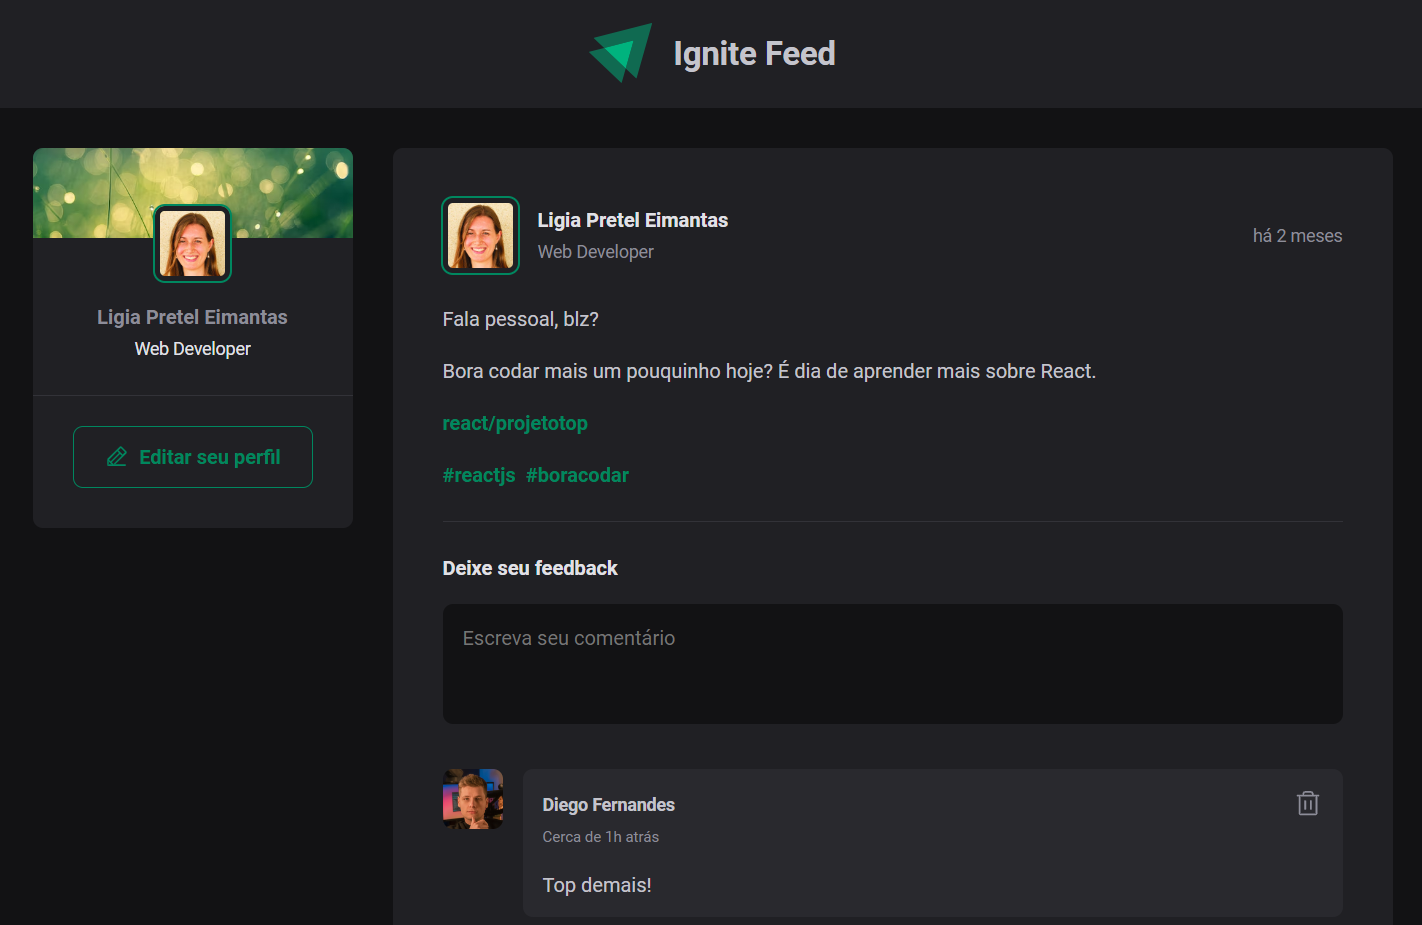 Ignite Feed
Ligia Pretel Eimantas
Web Developer
Editar seu perfil
Ligia Pretel Eimantas
Web Developer
há 2 meses
Fala pessoal, blz?
Bora codar mais um pouquinho hoje? É dia de aprender mais sobre React.
react/projetotop
#reactjs #boracodar
Deixe seu feedback
Escreva seu comentário
Diego Fernandes
Cerca de 1h atrás
Top demais!